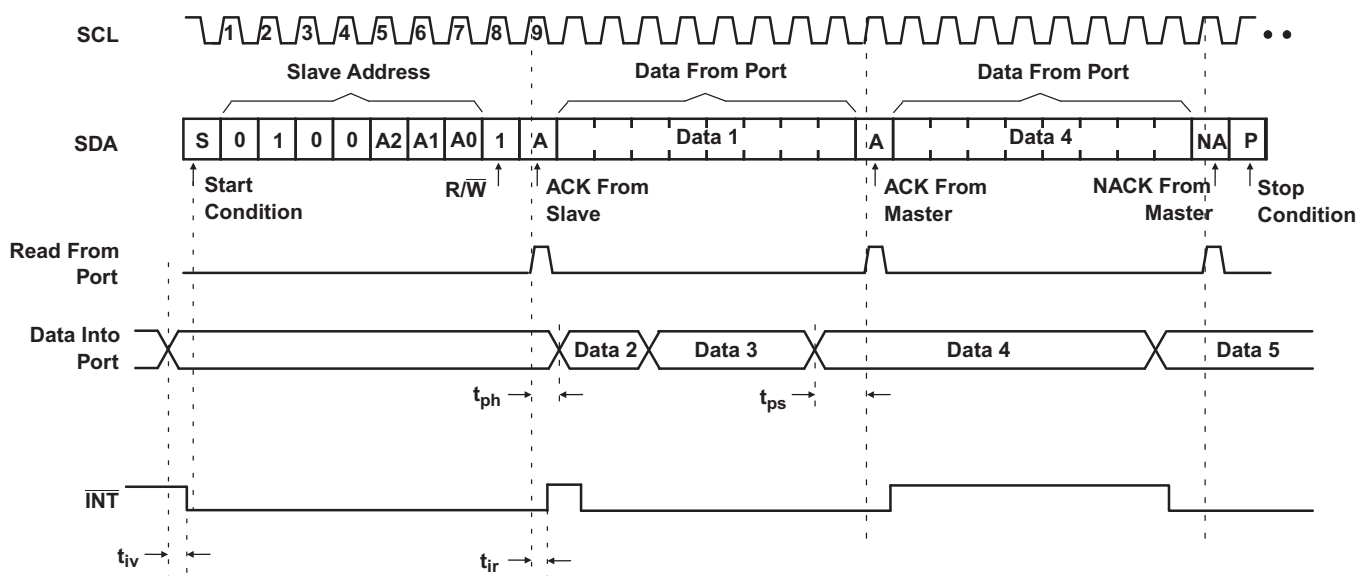 SCL 1 2 3 4 5 6 7 8 9
Slave Address Data From Port Data From Port
SDA S 0 1 0 0 A2 A1 A0 1 A Data 1 A Data 4 NA P
Start
Condition
R/W
ACK From
Slave
ACK From
Master
NACK From
Master
Stop
Condition
Read From
Port
Data Into
Port
Data 2 Data 3 Data 4 Data 5
tph tps
INT
tiv tir